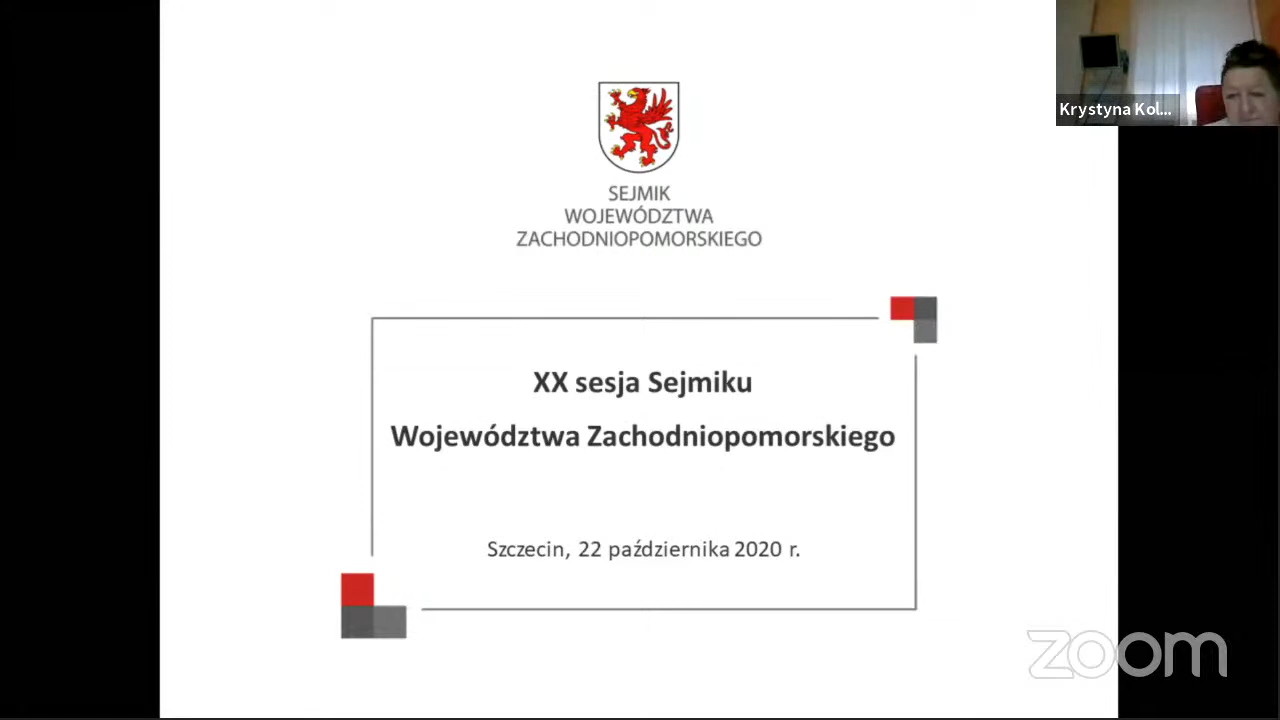 Krystyna Kol...
SEJMIK
WOJEWÓDZTWA
ZACHODNIOPOMORSKIEGO
XX sesja Sejmiku
Województwa Zachodniopomorskiego
Szczecin, 22 października 2020 r.
zoom